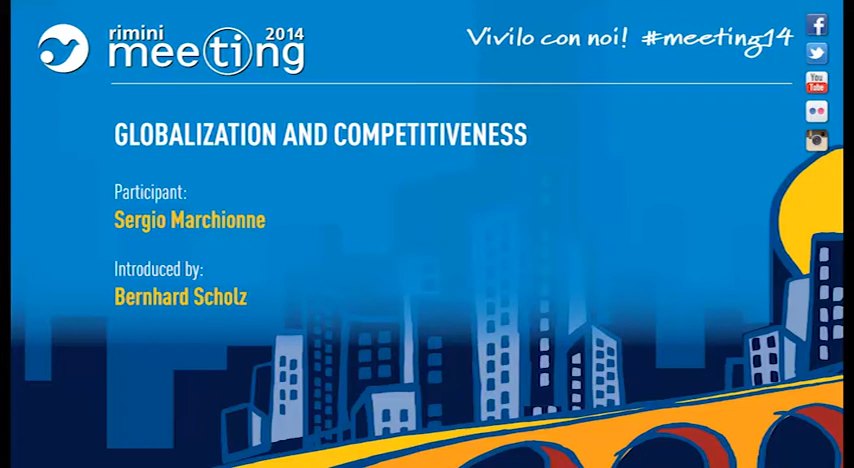 rimini 2014
meeting
Vivilo con noi! #meeting14
GLOBALIZATION AND COMPETITIVENESS
Participant:
Sergio Marchionne
Introduced by:
Bernhard Scholz
You
Tube